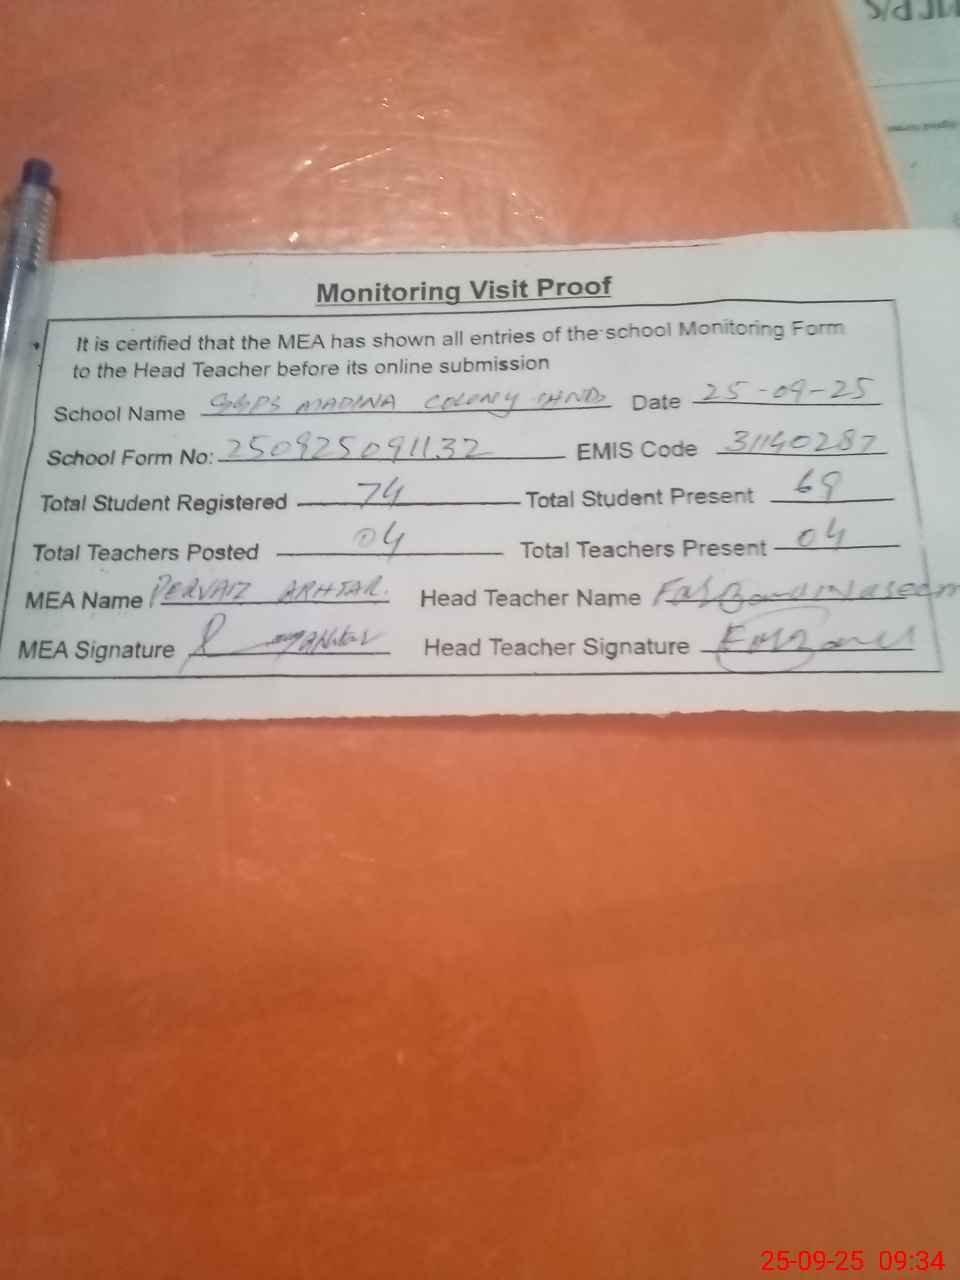 Monitoring Visit Proof
It is certified that the MEA has shown all entries of the school Monitoring Form
to the Head Teacher before its online submission
School Name GGPS MADINA COLONY Date 25-09-25
School Form No: 250925091132 EMIS Code 31140287
Total Student Registered 74 Total Student Present 69
Total Teachers Posted 04 Total Teachers Present 04
MEA Name PERVAIZ AKHTAR. Head Teacher Name Naseem
MEA Signature Head Teacher Signature
25-09-25 09:34